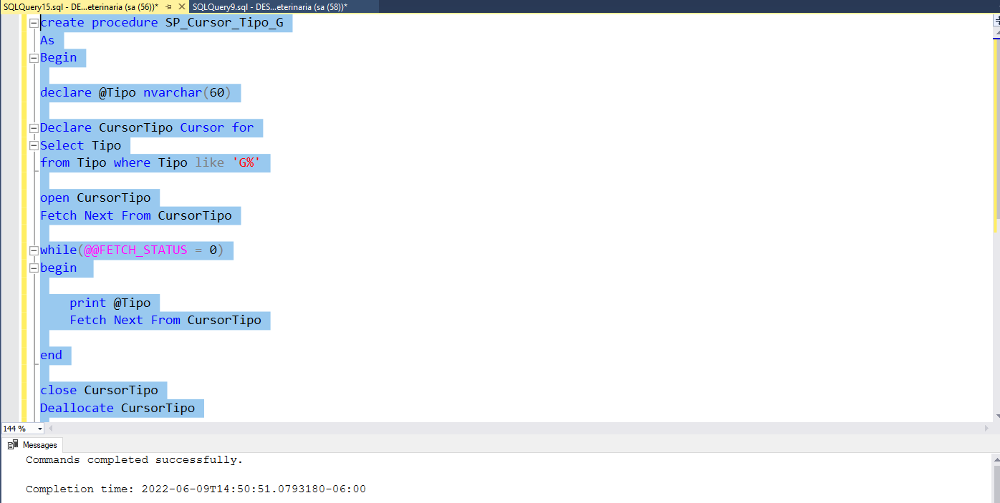 SQLQuery15.sql - DE...eterinaria (sa (56))* SQLQuery9.sql - DES...eterinaria (sa (58))*
create procedure SP_Cursor_Tipo_G
As
Begin
declare @Tipo nvarchar(60)
Declare CursorTipo Cursor for
Select Tipo
from Tipo where Tipo like 'G%'
open CursorTipo
Fetch Next From CursorTipo
while(@@FETCH_STATUS = 0)
begin
print @Tipo
Fetch Next From CursorTipo
end
close CursorTipo
Deallocate CursorTipo
144 %
Messages
Commands completed successfully.
Completion time: 2022-06-09T14:50:51.0793180-06:00